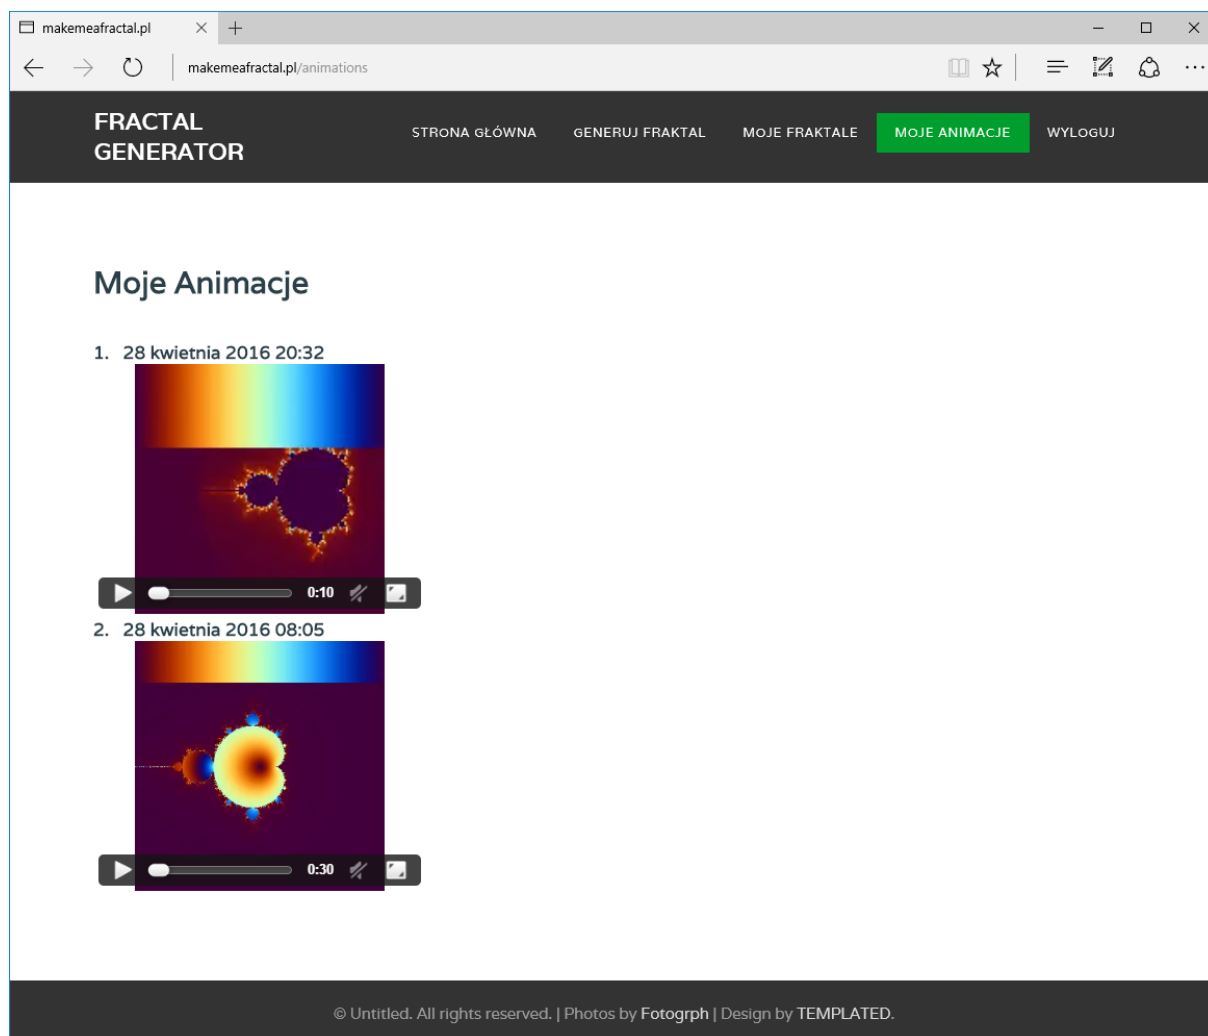 makemeafractal.pl
makemeafractal.pl/animations
FRACTAL
GENERATOR
STRONA GŁÓWNA GENERUJ FRAKTAL MOJE FRAKTALE MOJE ANIMACJE WYLOGUJ
Moje Animacje
1. 28 kwietnia 2016 20:32
0:10
2. 28 kwietnia 2016 08:05
0:30
© Untitled. All rights reserved. | Photos by Fotogrph | Design by TEMPLATED.